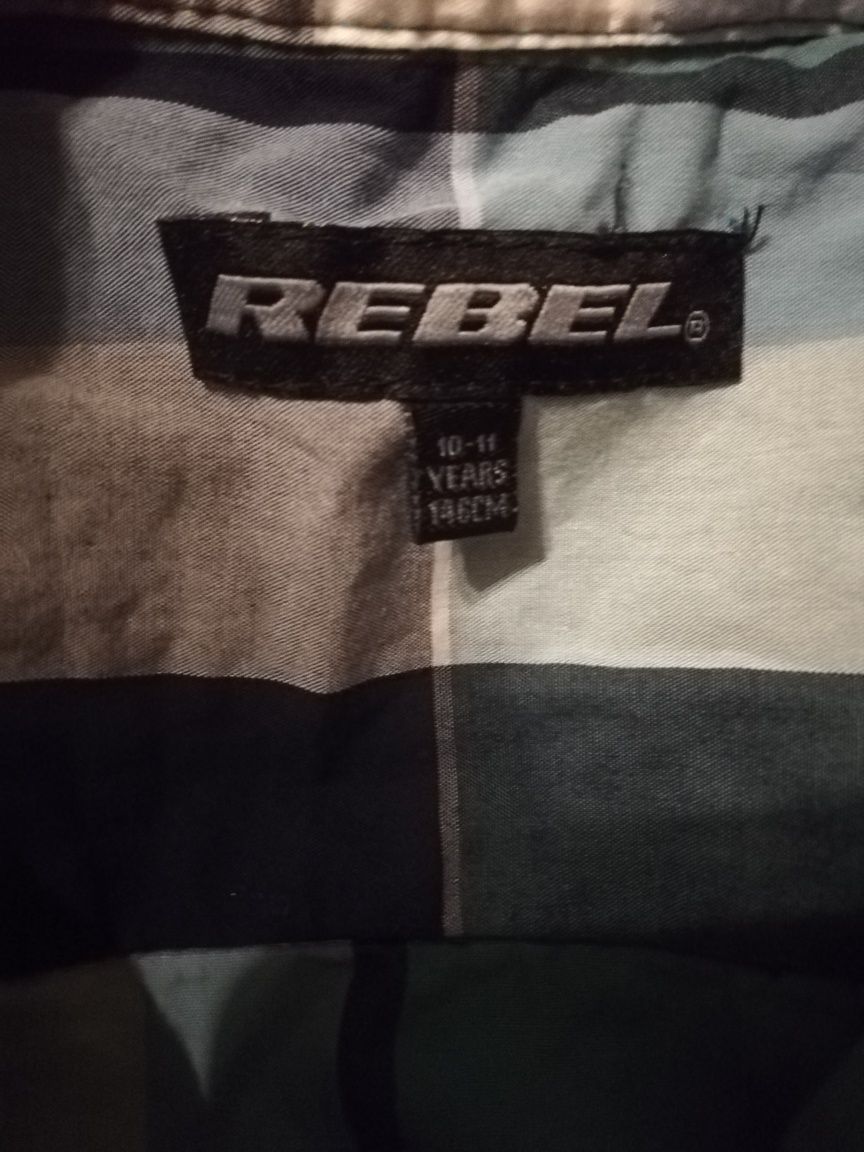 REBEL®
10-11
YEARS
146CM